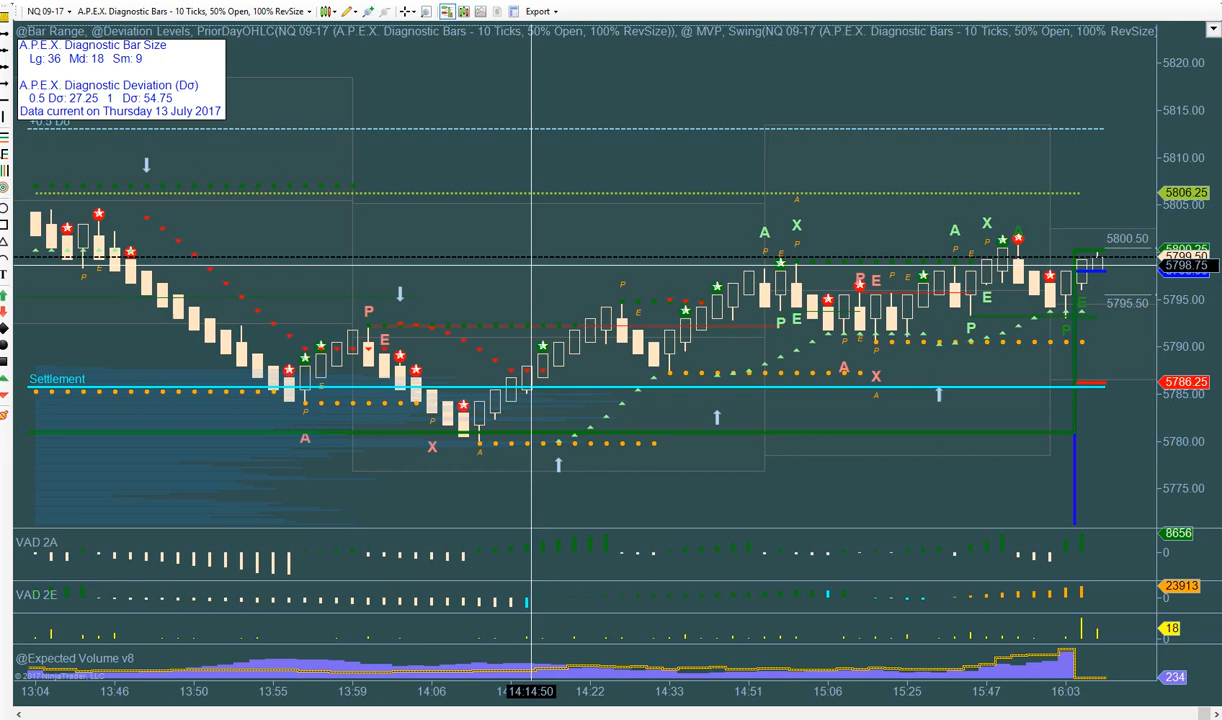 NQ 09-17 A.P.E.X. Diagnostic Bars - 10 Ticks, 50% Open, 100% RevSize) Export
@Bar Range, @Deviation Levels, PriorDayOHLC(NQ 09-17 (A.P.E.X. Diagnostic Bars - 10 Ticks, 50% Open, 100% RevSize)), @ MVP, Swing(NQ 09-17 (A.P.E.X. Diagnostic Bars - 10 Ticks, 50% Open, 100% RevSize)
A.P.E.X. Diagnostic Bar Size
Lg: 36 Md: 18 Sm: 9
A.P.E.X. Diagnostic Deviation (Dσ)
0.5 Dσ: 27.25 1 Dσ: 54.75
Data current on Thursday 13 July 2017
+0.5 Dσ
5820.00
5815.00
5810.00
5806.25
5805.00
5800.50
5800.25
5799.50
5798.75
5795.00
5795.50
5790.00
5786.25
5785.00
5780.00
5775.00
Settlement
A X
P E
P E
A X
P E
R E
A X
A X
P E
P E
VAD 2A
8656
0
VAD 2E
23913
0
18
0
@Expected Volume v8
© 2017 NinjaTrader, LLC
234
13:04 13:46 13:50 13:55 13:59 14:06 14:14:50 14:22 14:33 14:51 15:06 15:25 15:47 16:03